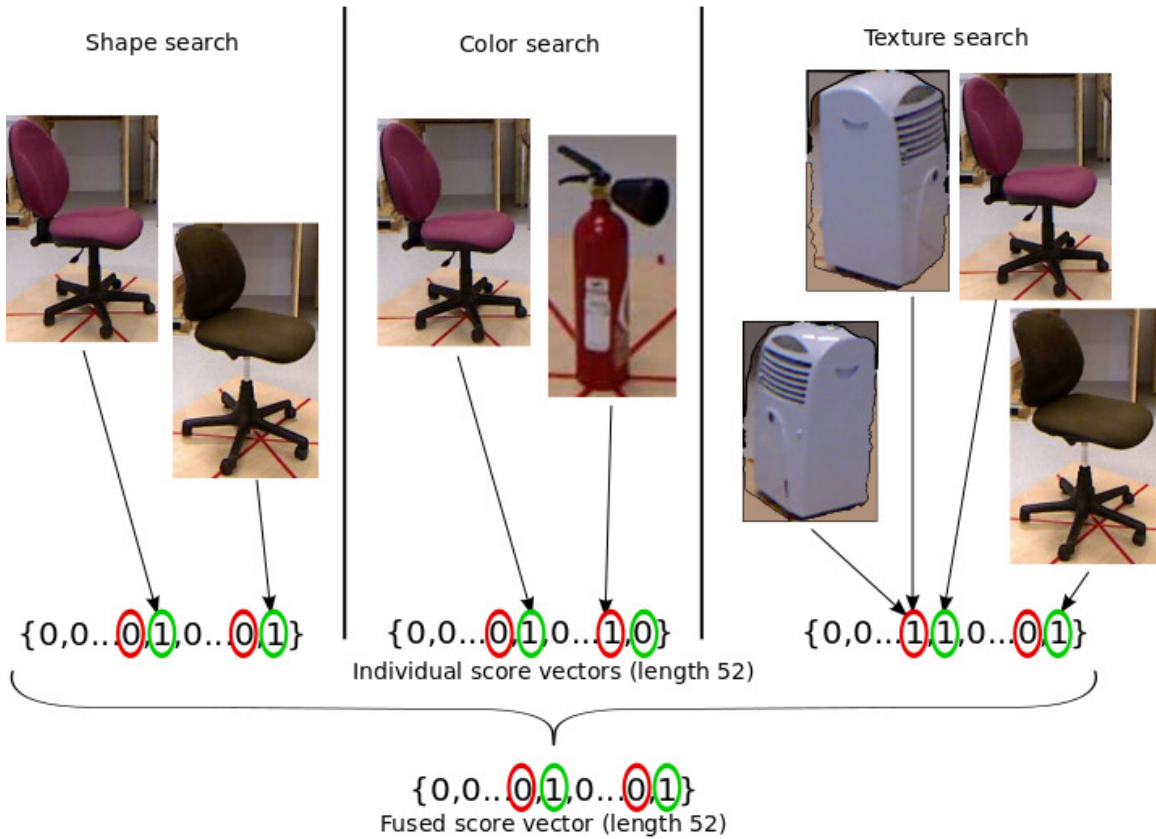 Shape search
Color search
Texture search
{0,0...0,1,0...0,1}
{0,0...0,1,0...1,0}
{0,0...1,1,0...0,1}
Individual score vectors (length 52)
{0,0...0,1,0...0,1}
Fused score vector (length 52)